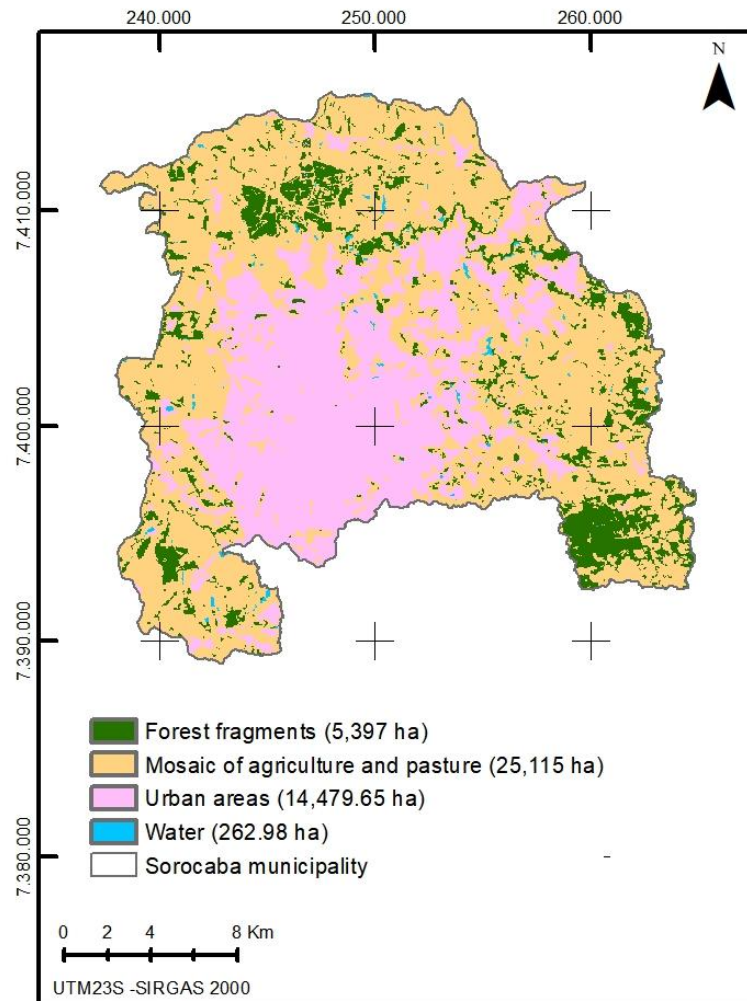 240.000 250.000 260.000
N
7.410.000
7.400.000
7.390.000
7.380.000
Forest fragments (5,397 ha)
Mosaic of agriculture and pasture (25,115 ha)
Urban areas (14,479.65 ha)
Water (262.98 ha)
Sorocaba municipality
0 2 4 8 Km
UTM23S -SIRGAS 2000